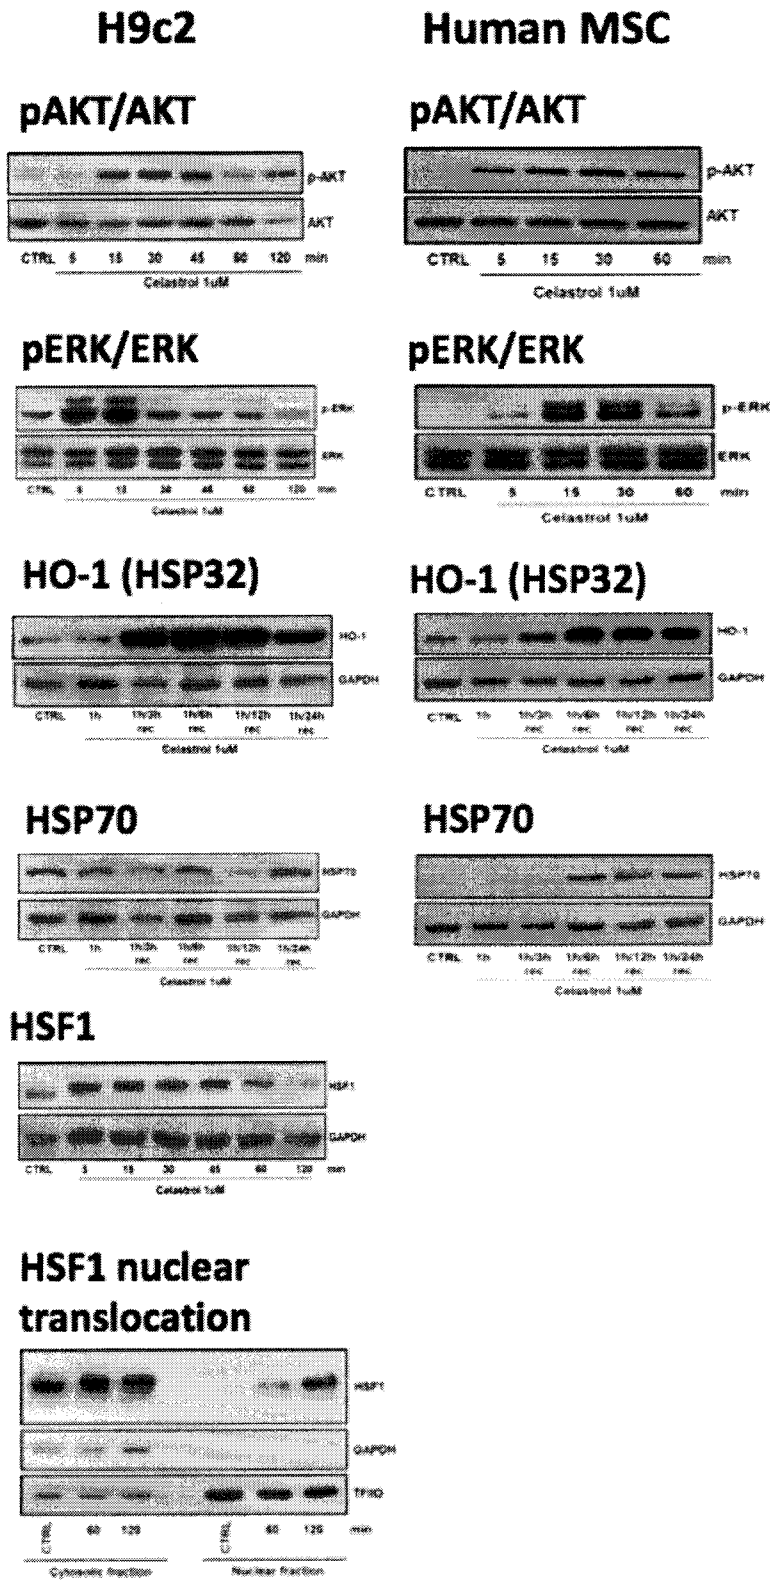 H9c2
Human MSC
pAKT/AKT
p-AKT
AKT
CTRL 5 15 30 45 60 120 min
Celastrol 1uM
pAKT/AKT
p-AKT
AKT
CTRL 5 15 30 60 min
Celastrol 1uM
pERK/ERK
p-ERK
ERK
CTRL 5 15 30 45 60 120 min
Celastrol 1uM
pERK/ERK
p-ERK
ERK
CTRL 5 15 30 60 min
Celastrol 1uM
HO-1 (HSP32)
HO-1
GAPDH
CTRL 1h 1h/3h 1h/6h 1h/12h 1h/24h
rec rec rec rec
Celastrol 1uM
HO-1 (HSP32)
HO-1
GAPDH
CTRL 1h 1h/3h 1h/6h 1h/12h 1h/24h
rec rec rec rec
Celastrol 1uM
HSP70
HSP70
GAPDH
CTRL 1h 1h/3h 1h/6h 1h/12h 1h/24h
rec rec rec rec
Celastrol 1uM
HSP70
HSP70
GAPDH
CTRL 1h 1h/3h 1h/6h 1h/12h 1h/24h
rec rec rec rec
Celastrol 1uM
HSF1
HSF1
GAPDH
CTRL 5 15 30 45 60 120 min
Celastrol 1uM
HSF1 nuclear
translocation
HSF1
GAPDH
TFIID
CTRL 60 120 CTRL 60 120 min
Cytosolic fraction Nuclear fraction